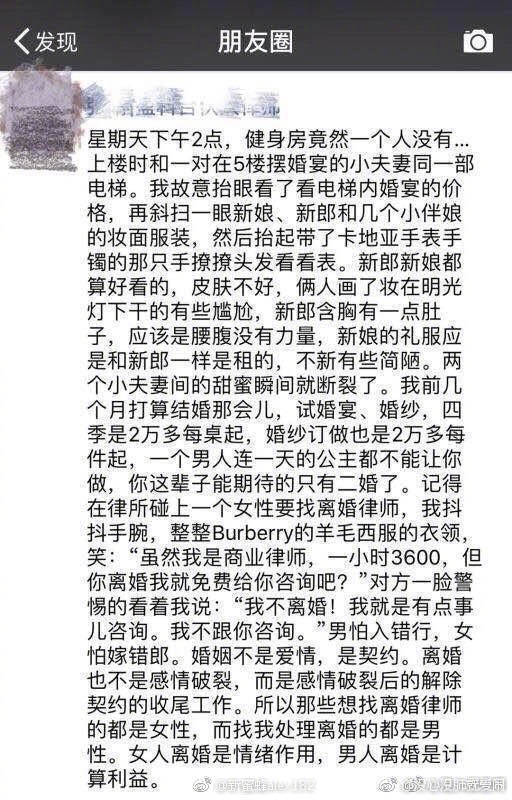 发现
朋友圈
星期天下午2点，健身房竟然一个人没有…
上楼时和一对在5楼摆婚宴的小夫妻同一部
电梯。我故意抬眼看了看电梯内婚宴的价
格，再斜扫一眼新娘、新郎和几个小伴娘
的妆面服装，然后抬起带了卡地亚手表手
镯的那只手撩撩头发看看表。新郎新娘都
算好看的，皮肤不好，俩人画了妆在明光
灯下干的有些尴尬，新郎含胸有一点肚
子，应该是腰腹没有力量，新娘的礼服应
是和新郎一样是租的，不新有些简陋。两
个小夫妻间的甜蜜瞬间就断裂了。我前几
个月打算结婚那会儿，试婚宴、婚纱，四
季是2万多每桌起，婚纱订做也是2万多每
件起，一个男人连一天的公主都不能让你
做，你这辈子能期待的只有二婚了。记得
在律所碰上一个女性要找离婚律师，我抖
抖手腕，整整Burberry的羊毛西服的衣领，
笑：“虽然我是商业律师，一小时3600，但
你离婚我就免费给你咨询吧？”对方一脸警
惕的看着我说：“我不离婚！我就是有点事
儿咨询。我不跟你咨询。”男怕入错行，女
怕嫁错郎。婚姻不是爱情，是契约。离婚
也不是感情破裂，而是感情破裂后的解除
契约的收尾工作。所以那些想找离婚律师
的都是女性，而找我处理离婚的都是男
性。女人离婚是情绪作用，男人离婚是计
算利益。